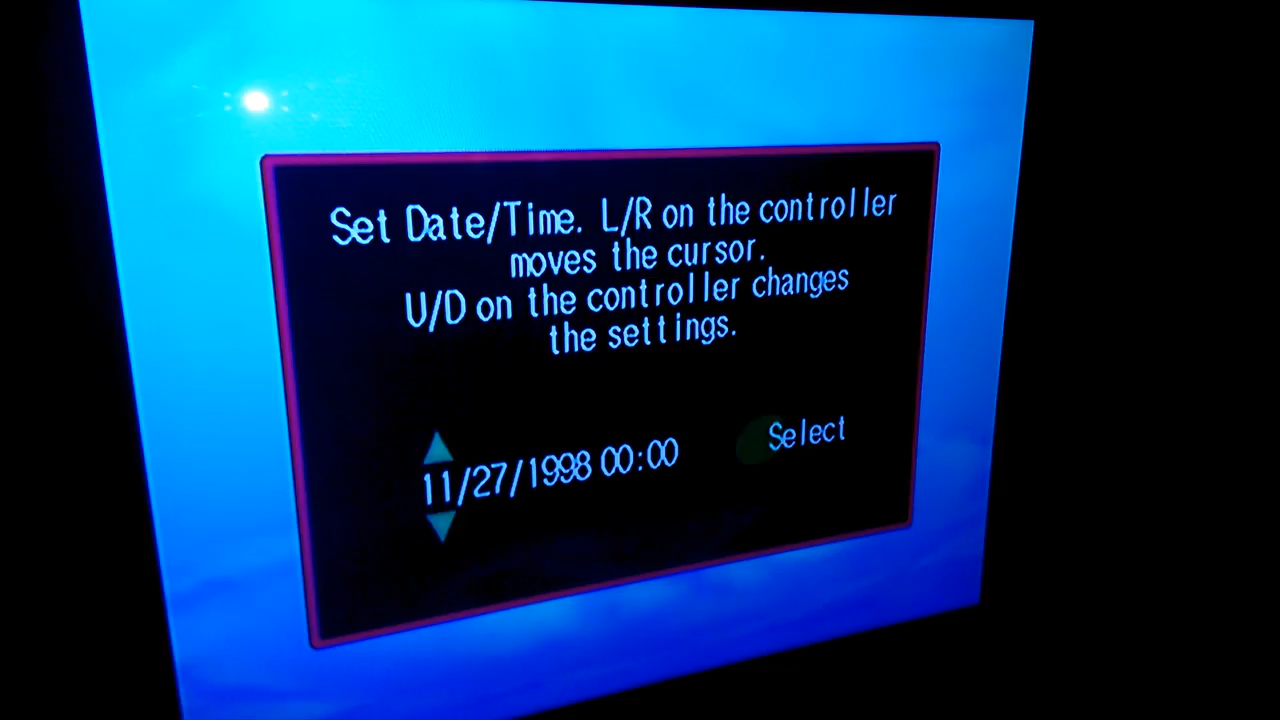 Set Date/Time. L/R on the controller
moves the cursor.
U/D on the controller changes
the settings.
11/27/1998 00:00
Select